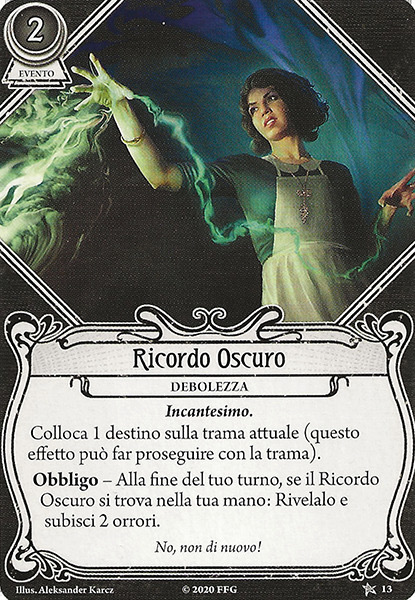 2
EVENTO
Ricordo Oscuro
DEBOLEZZA
Incantesimo.
Colloca 1 destino sulla trama attuale (questo
effetto può far proseguire con la trama).
Obbligo – Alla fine del tuo turno, se il Ricordo
Oscuro si trova nella tua mano: Rivelalo e
subisci 2 orrori.
No, non di nuovo!
Illus. Aleksander Karcz © 2020 FFG 13